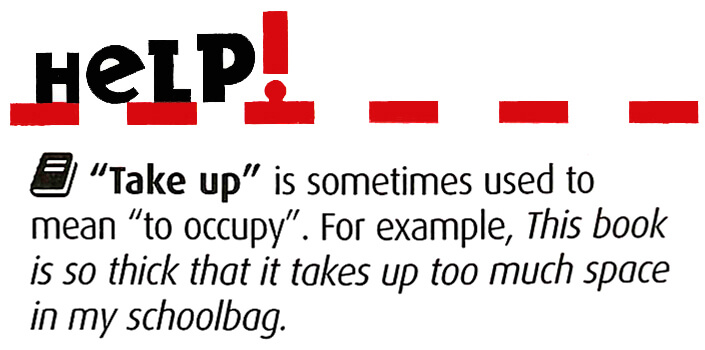 HeLP!
“Take up” is sometimes used to
mean “to occupy”. For example, This book
is so thick that it takes up too much space
in my schoolbag.